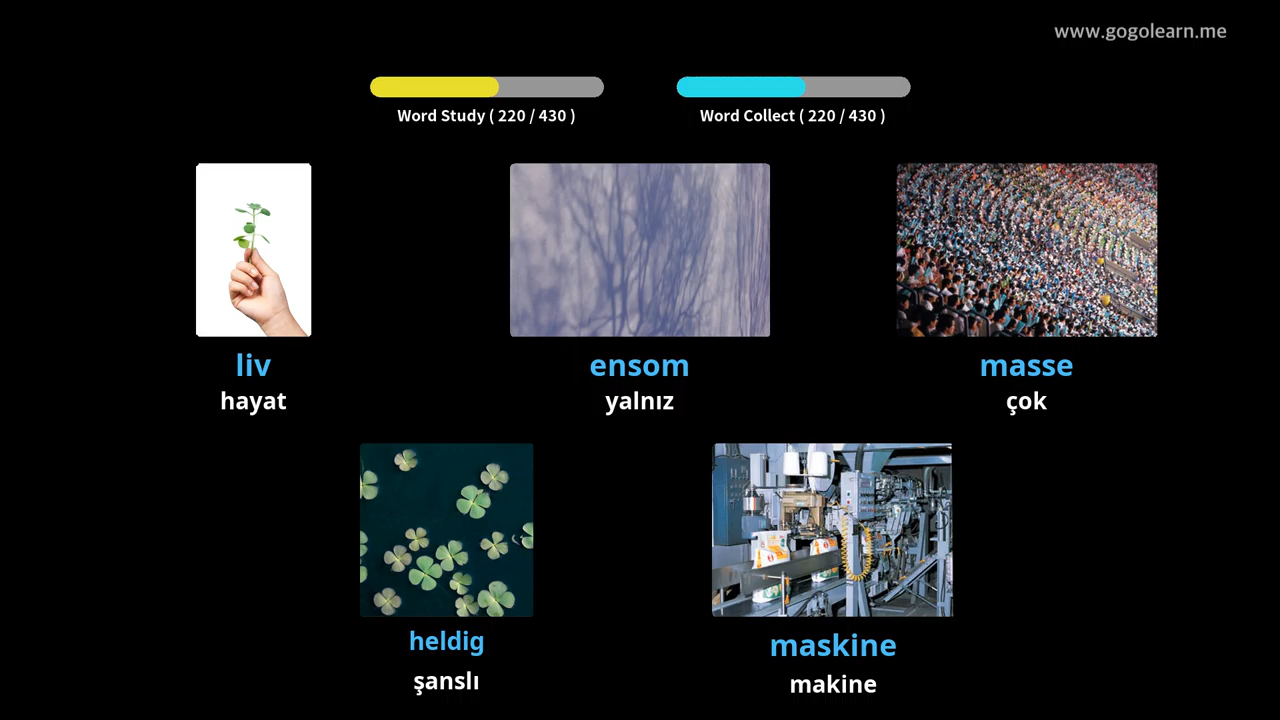 www.gogolearn.me
Word Study ( 220 / 430 )
Word Collect ( 220 / 430 )
liv
hayat
ensom
yalnız
masse
çok
heldig
şanslı
maskine
makine